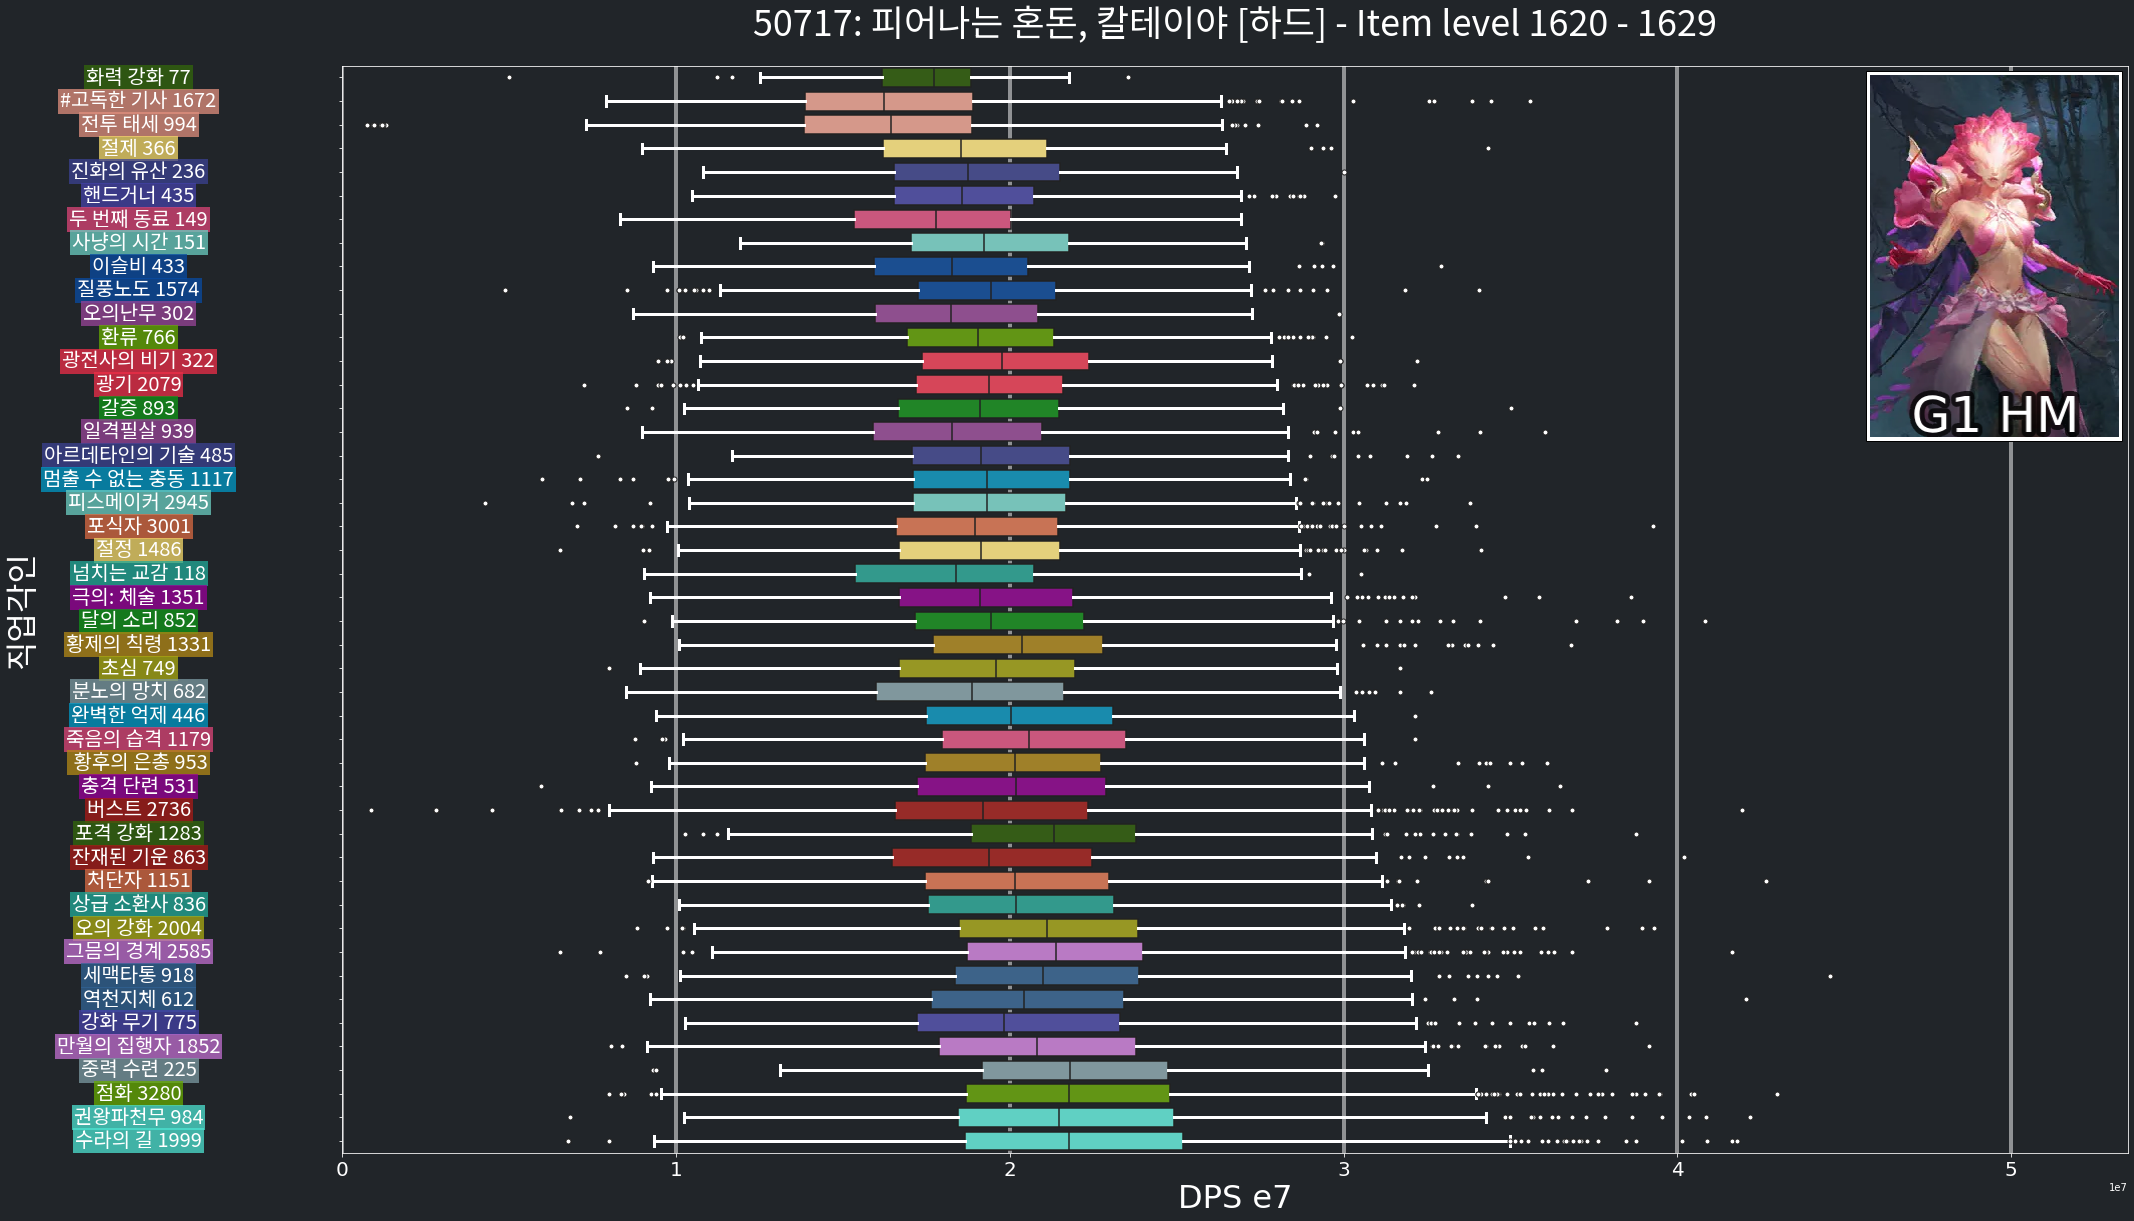 50717: 피어나는 혼돈, 칼테이야 [하드] - Item level 1620 - 1629
화력 강화 77
#고독한 기사 1672
전투 태세 994
절제 366
진화의 유산 236
핸드거너 435
두 번째 동료 149
사냥의 시간 151
이슬비 433
질풍노도 1574
오의난무 302
환류 766
광전사의 비기 322
광기 2079
갈증 893
일격필살 939
아르데타인의 기술 485
멈출 수 없는 충동 1117
피스메이커 2945
포식자 3001
절정 1486
넘치는 교감 118
극의: 체술 1351
달의 소리 852
황제의 칙령 1331
초심 749
분노의 망치 682
완벽한 억제 446
죽음의 습격 1179
황후의 은총 953
충격 단련 531
버스트 2736
포격 강화 1283
잔재된 기운 863
처단자 1151
상급 소환사 836
오의 강화 2004
그믐의 경계 2585
세맥타통 918
역천지체 612
강화 무기 775
만월의 집행자 1852
중력 수련 225
점화 3280
권왕파천무 984
수라의 길 1999
직업각인
G1 HM
0 1 2 3 4 5
1e7
DPS e7